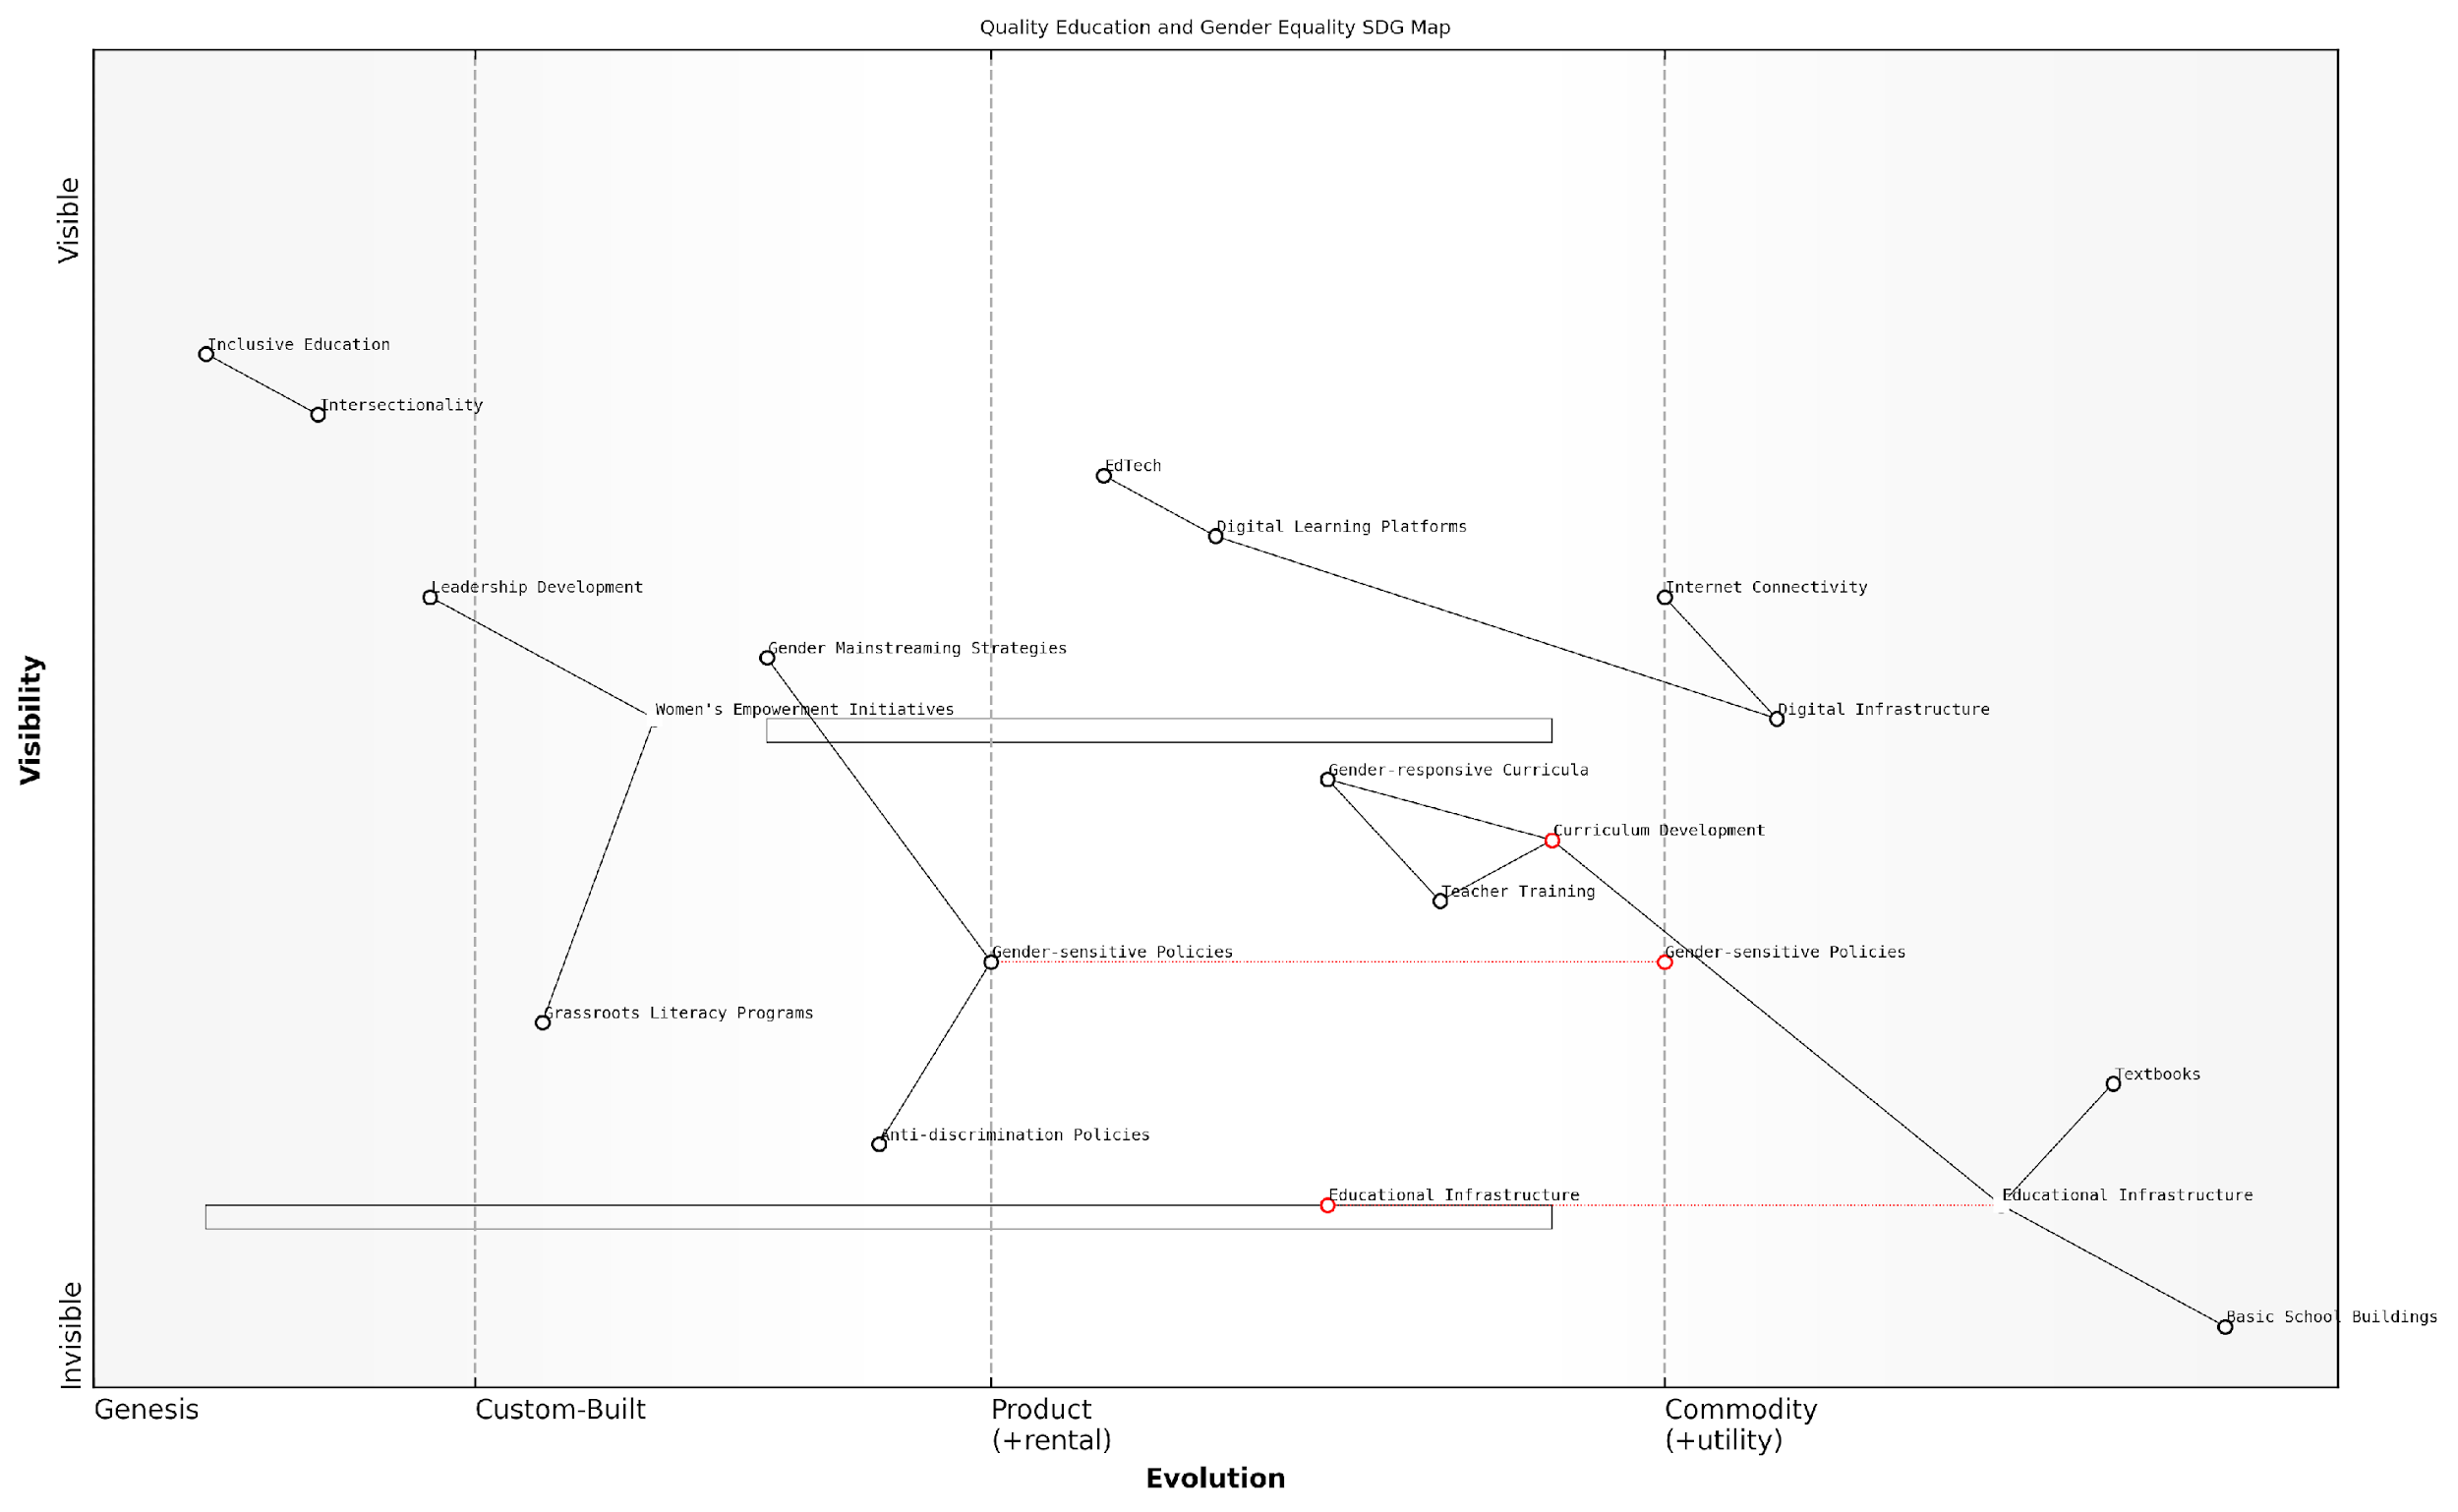 Quality Education and Gender Equality SDG Map
Visible
Inclusive Education
Intersectionality
EdTech
Digital Learning Platforms
Leadership Development
Internet Connectivity
Gender Mainstreaming Strategies
Women's Empowerment Initiatives
Digital Infrastructure
Visibility
Gender-responsive Curricula
Curriculum Development
Teacher Training
Gender-sensitive Policies
Gender-sensitive Policies
Grassroots Literacy Programs
Textbooks
Anti-discrimination Policies
Educational Infrastructure
Educational Infrastructure
Basic School Buildings
Invisible
Genesis
Custom-Built
Product
(+rental)
Commodity
(+utility)
Evolution